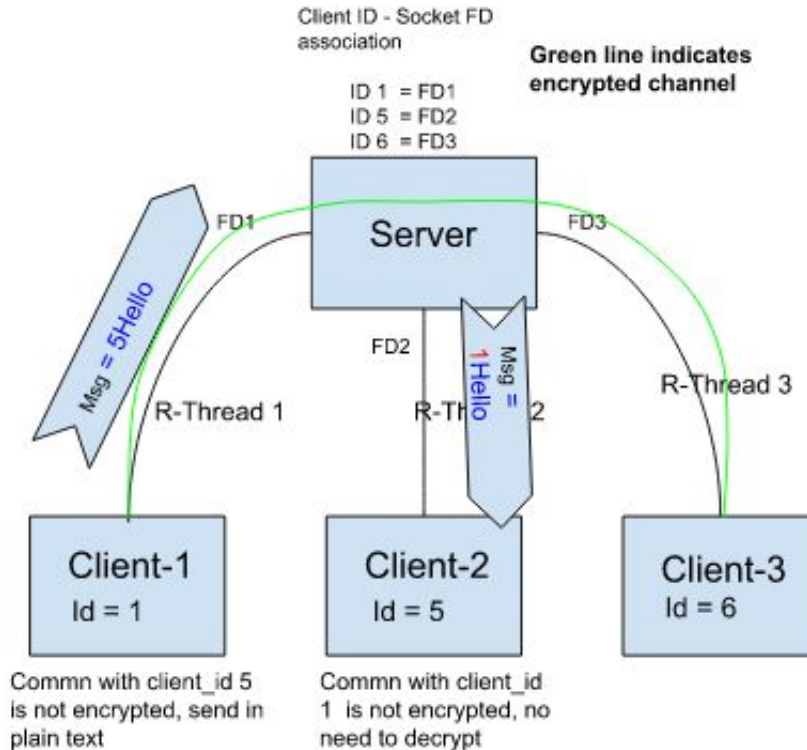 Client ID - Socket FD
association
Green line indicates
encrypted channel
ID 1 = FD1
ID 5 = FD2
ID 6 = FD3
FD1
Server
FD3
Msg = 5Hello
FD2
Msg =
1Hello
R-Thread 1
R-Th 2
R-Thread 3
Client-1
Id = 1
Client-2
Id = 5
Client-3
Id = 6
Commn with client_id 5
is not encrypted, send in
plain text
Commn with client_id
1 is not encrypted, no
need to decrypt